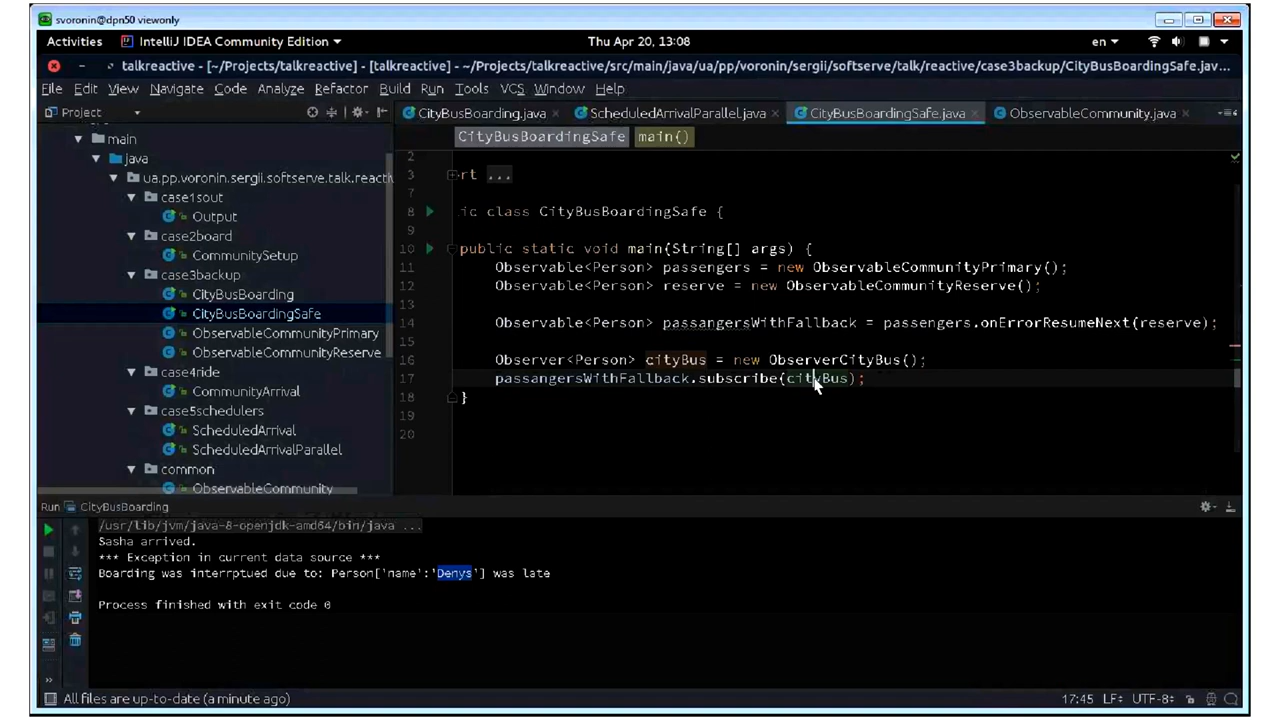 svoronin@dpn50 viewonly
Activities IntelliJ IDEA Community Edition Thu Apr 20, 13:08 en
talkreactive - [~/Projects/talkreactive] - [talkreactive] - ~/Projects/talkreactive/src/main/java/ua/pp/voronin/sergii/softserve/talk/reactive/case3backup/CityBusBoardingSafe.jav...
File Edit View Navigate Code Analyze Refactor Build Run Tools VCS Window Help
Project
CityBusBoarding.java ScheduledArrivalParallel.java CityBusBoardingSafe.java ObservableCommunity.java
CityBusBoardingSafe main()
main
java
ua.pp.voronin.sergii.softserve.talk.reacti
case1sout
Output
case2board
CommunitySetup
case3backup
CityBusBoarding
CityBusBoardingSafe
ObservableCommunityPrimary
ObservableCommunityReserve
case4ride
CommunityArrival
case5schedulers
ScheduledArrival
ScheduledArrivalParallel
common
ObservableCommunity
2
3 rt ...
7
8 ic class CityBusBoardingSafe {
9
10 public static void main(String[] args) {
11 Observable<Person> passengers = new ObservableCommunityPrimary();
12 Observable<Person> reserve = new ObservableCommunityReserve();
13
14 Observable<Person> passangersWithFallback = passengers.onErrorResumeNext(reserve);
15
16 Observer<Person> cityBus = new ObserverCityBus();
17 passangersWithFallback.subscribe(cityBus);
18 }
19
20
Run CityBusBoarding
/usr/lib/jvm/java-8-openjdk-amd64/bin/java ...
Sasha arrived.
*** Exception in current data source ***
Boarding was interrptued due to: Person['name':'Denys'] was late
Process finished with exit code 0
All files are up-to-date (a minute ago) 17:45 LF UTF-8